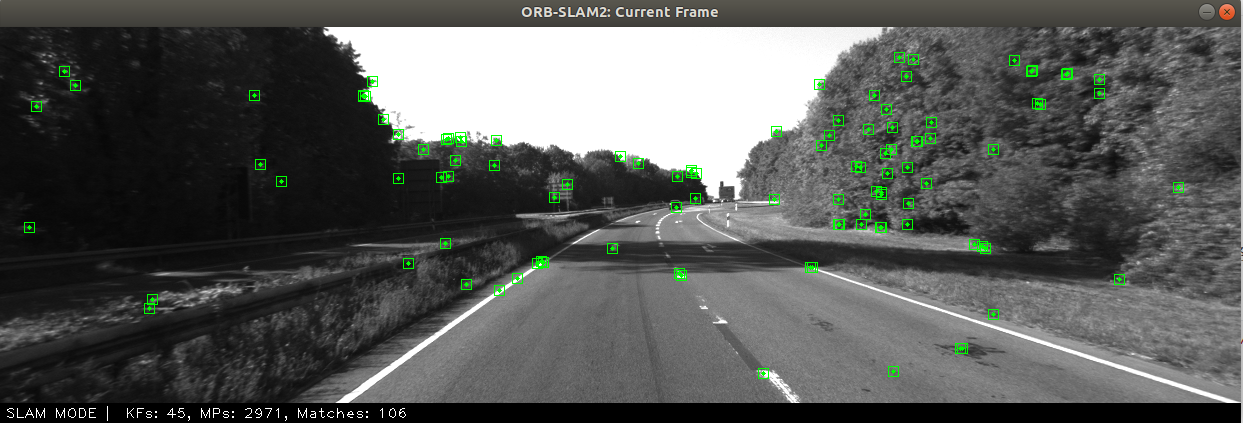 ORB-SLAM2: Current Frame
SLAM MODE | KFs: 45, MPs: 2971, Matches: 106